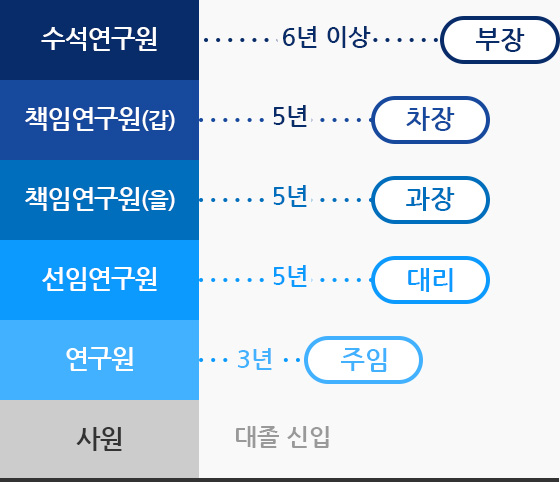 수석연구원 6년 이상 부장
책임연구원(갑) 5년 차장
책임연구원(을) 5년 과장
선임연구원 5년 대리
연구원 3년 주임
사원 대졸 신입